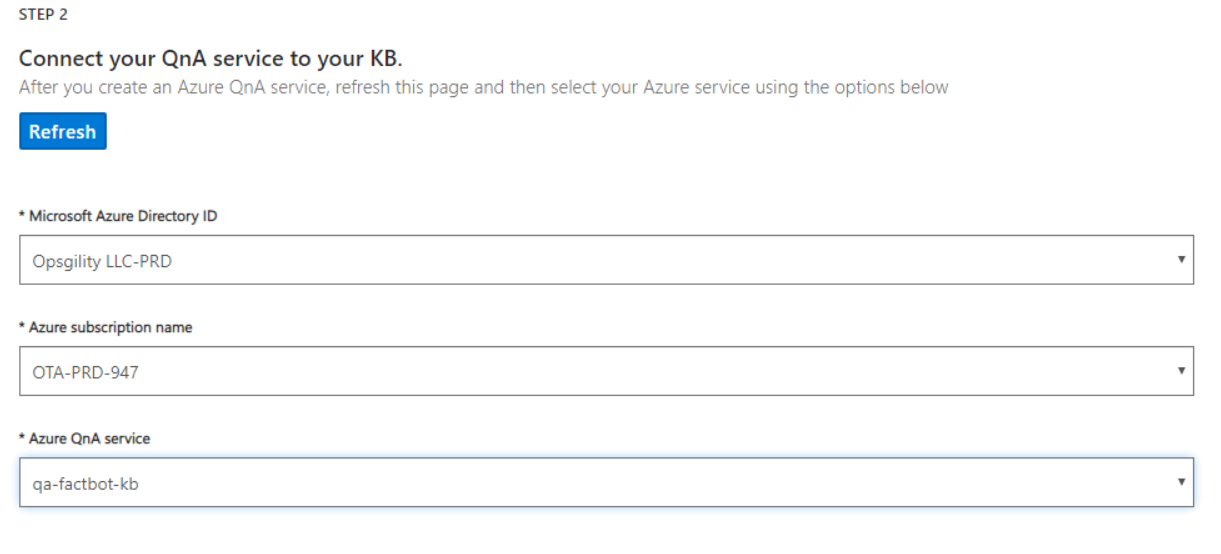 STEP 2
Connect your QnA service to your KB.
After you create an Azure QnA service, refresh this page and then select your Azure service using the options below
Refresh
* Microsoft Azure Directory ID
Opsgility LLC-PRD
* Azure subscription name
OTA-PRD-947
* Azure QnA service
qa-factbot-kb